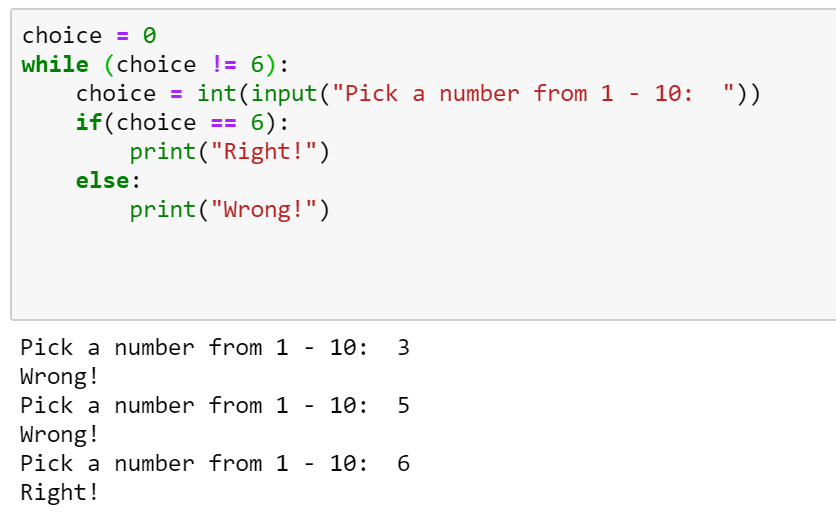 choice = 0
while (choice != 6):
    choice = int(input("Pick a number from 1 - 10:  "))
    if(choice == 6):
        print("Right!")
    else:
        print("Wrong!")
Pick a number from 1 - 10:  3
Wrong!
Pick a number from 1 - 10:  5
Wrong!
Pick a number from 1 - 10:  6
Right!